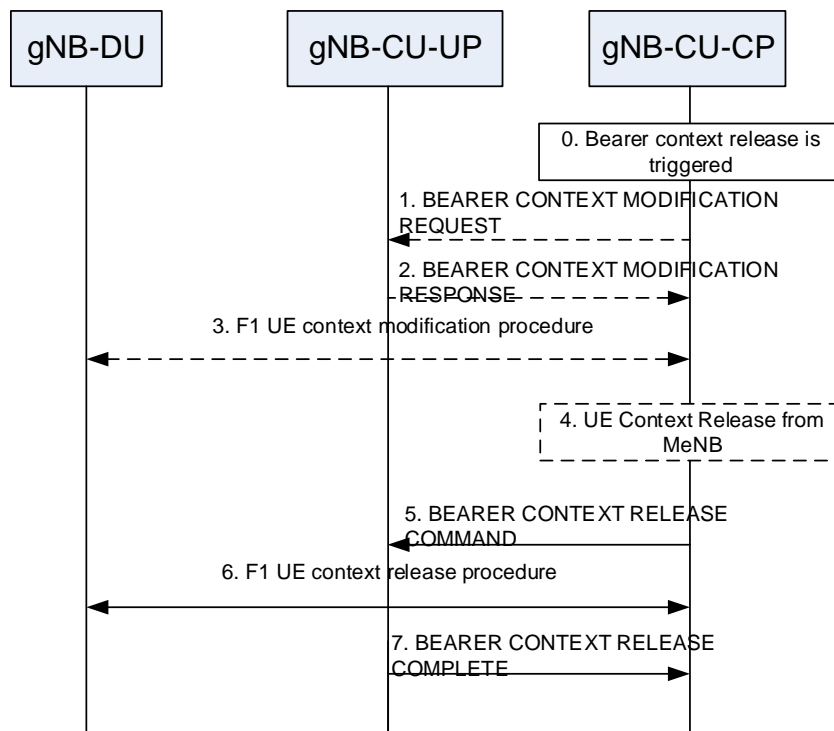 gNB-DU
gNB-CU-UP
gNB-CU-CP
0. Bearer context release is
triggered
1. BEARER CONTEXT MODIFICATION
REQUEST
2. BEARER CONTEXT MODIFICATION
RESPONSE
3. F1 UE context modification procedure
4. UE Context Release from
MeNB
5. BEARER CONTEXT RELEASE
COMMAND
6. F1 UE context release procedure
7. BEARER CONTEXT RELEASE
COMPLETE